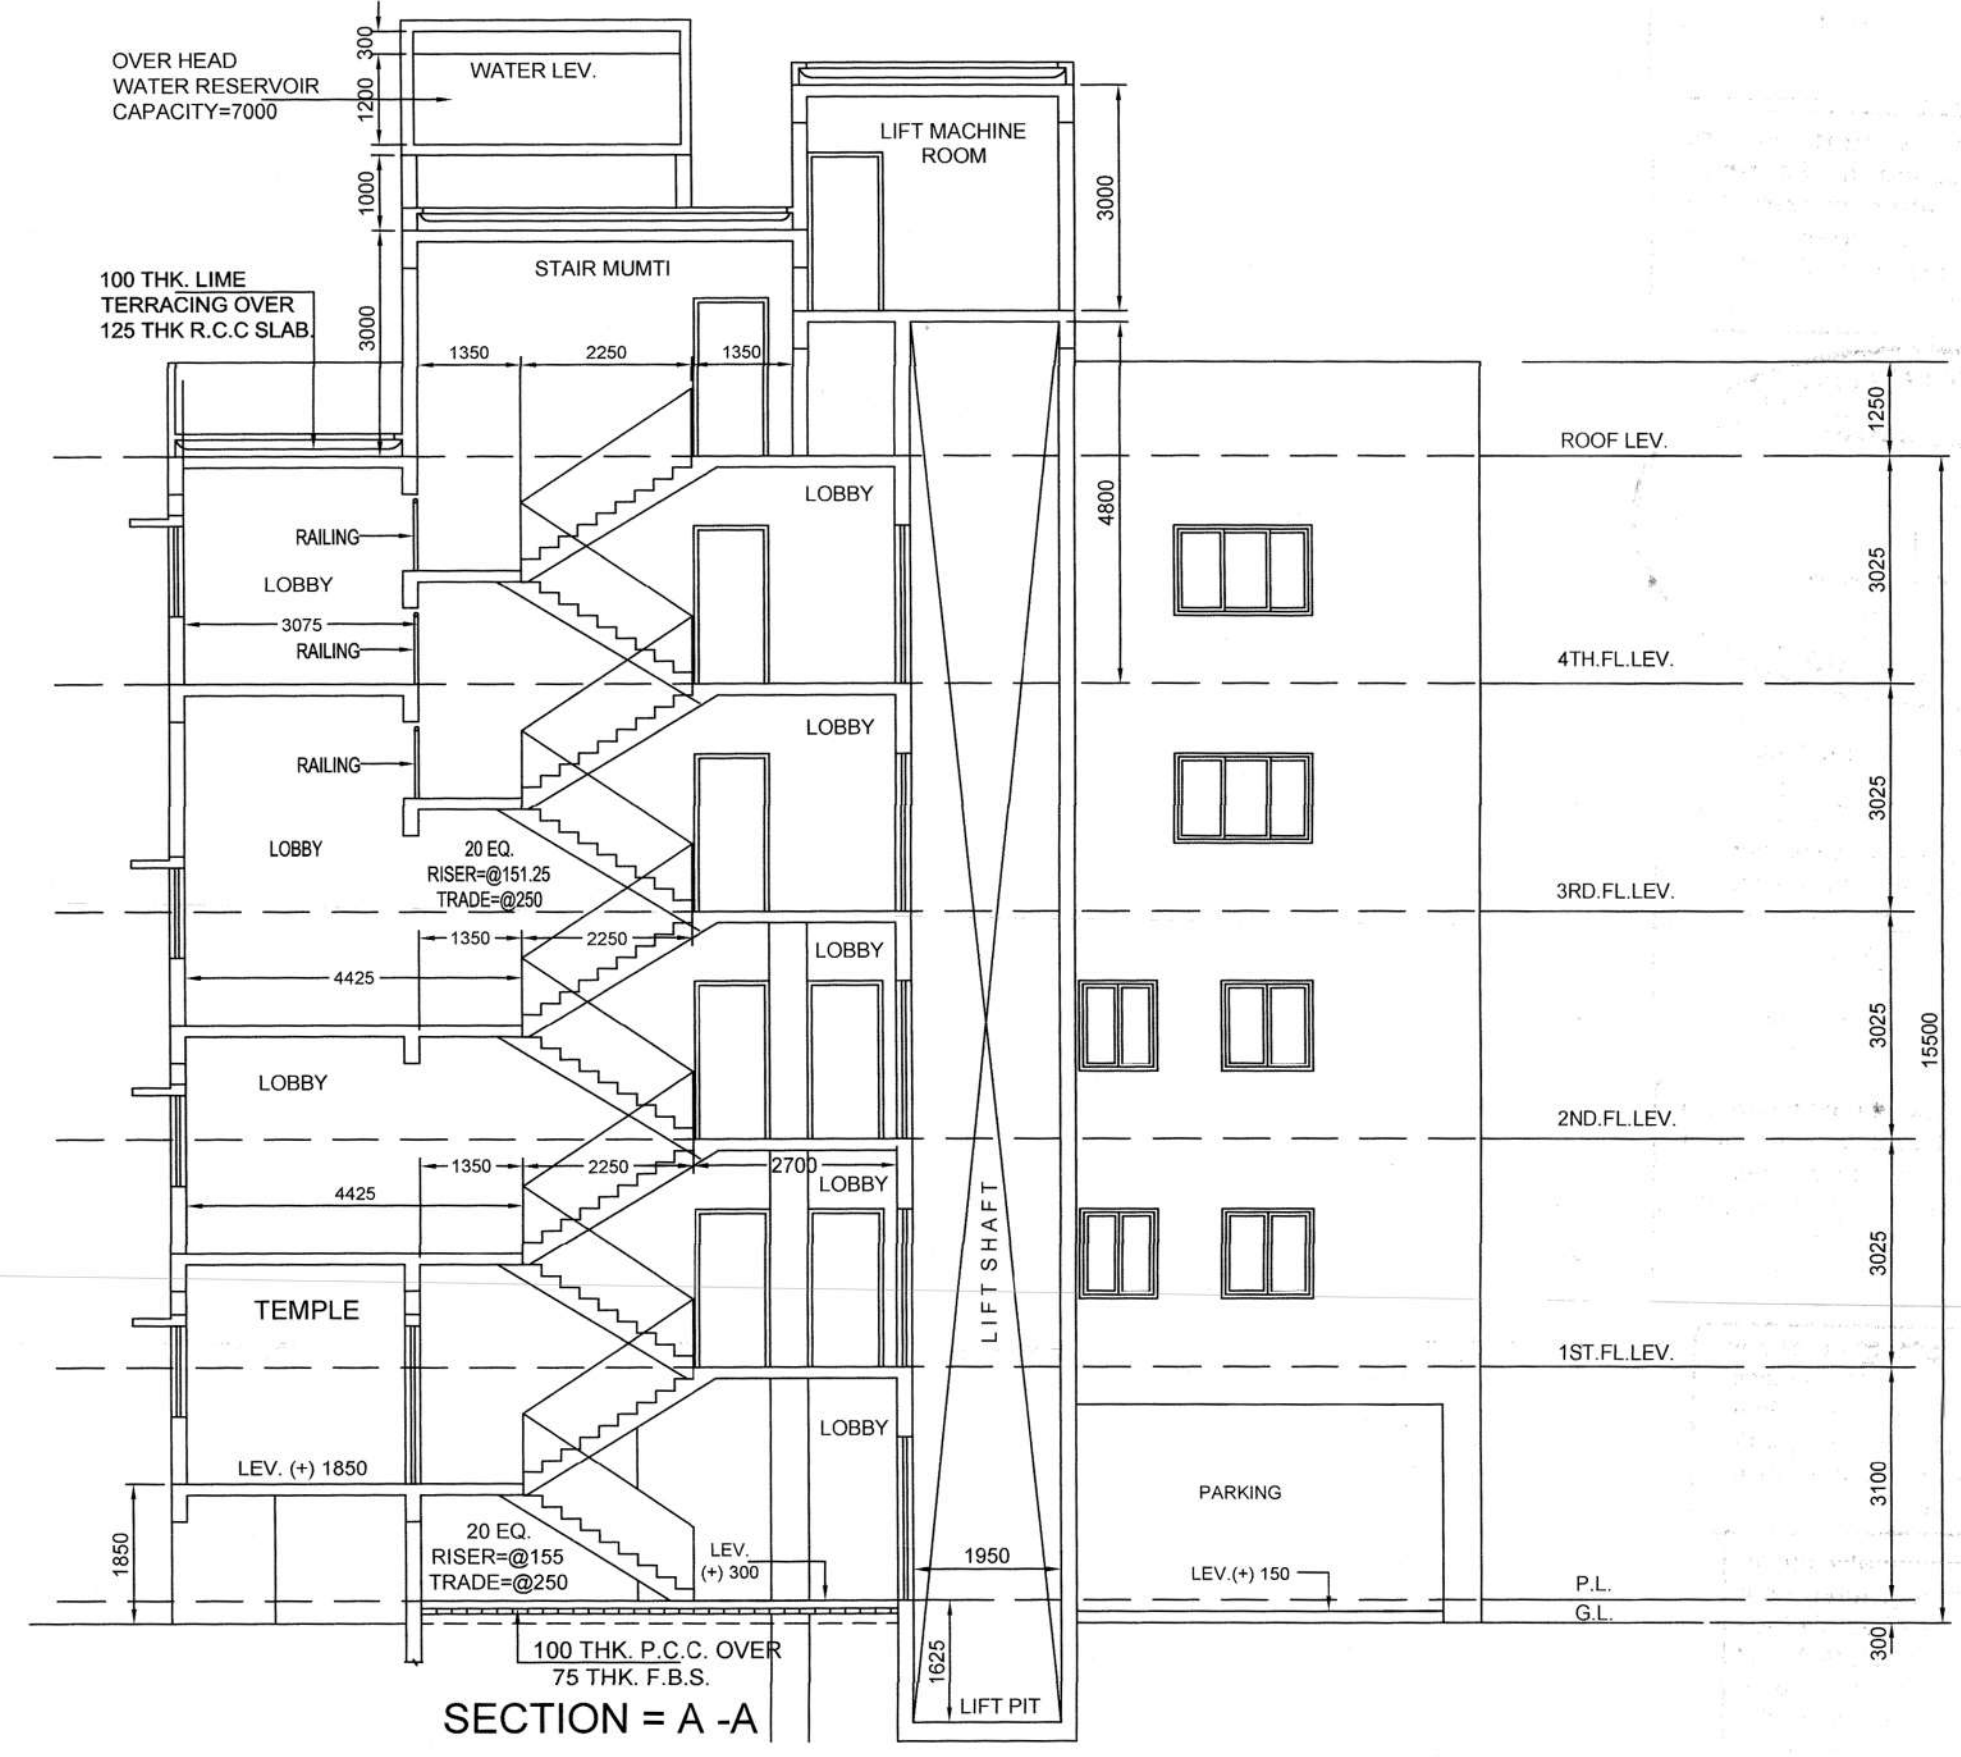 300
OVER HEAD
WATER RESERVOIR
CAPACITY=7000
1200
WATER LEV.
LIFT MACHINE
ROOM
1000
3000
STAIR MUMTI
100 THK. LIME
TERRACING OVER
125 THK R.C.C SLAB.
3000
1350
2250
1350
1250
ROOF LEV.
LOBBY
4800
RAILING
LOBBY
3025
3075
RAILING
4TH.FL.LEV.
LOBBY
RAILING
3025
LOBBY
20 EQ.
RISER=@151.25
TRADE=@250
3RD.FL.LEV.
1350
2250
LOBBY
4425
3025
15500
LOBBY
2ND.FL.LEV.
1350
2250
2700
LOBBY
4425
LIFT SHAFT
3025
TEMPLE
1ST.FL.LEV.
LOBBY
LEV. (+) 1850
PARKING
3100
1850
20 EQ.
RISER=@155
TRADE=@250
LEV.
(+) 300
1950
LEV.(+) 150
P.L.
G.L.
300
100 THK. P.C.C. OVER
75 THK. F.B.S.
1625
LIFT PIT
SECTION = A -A